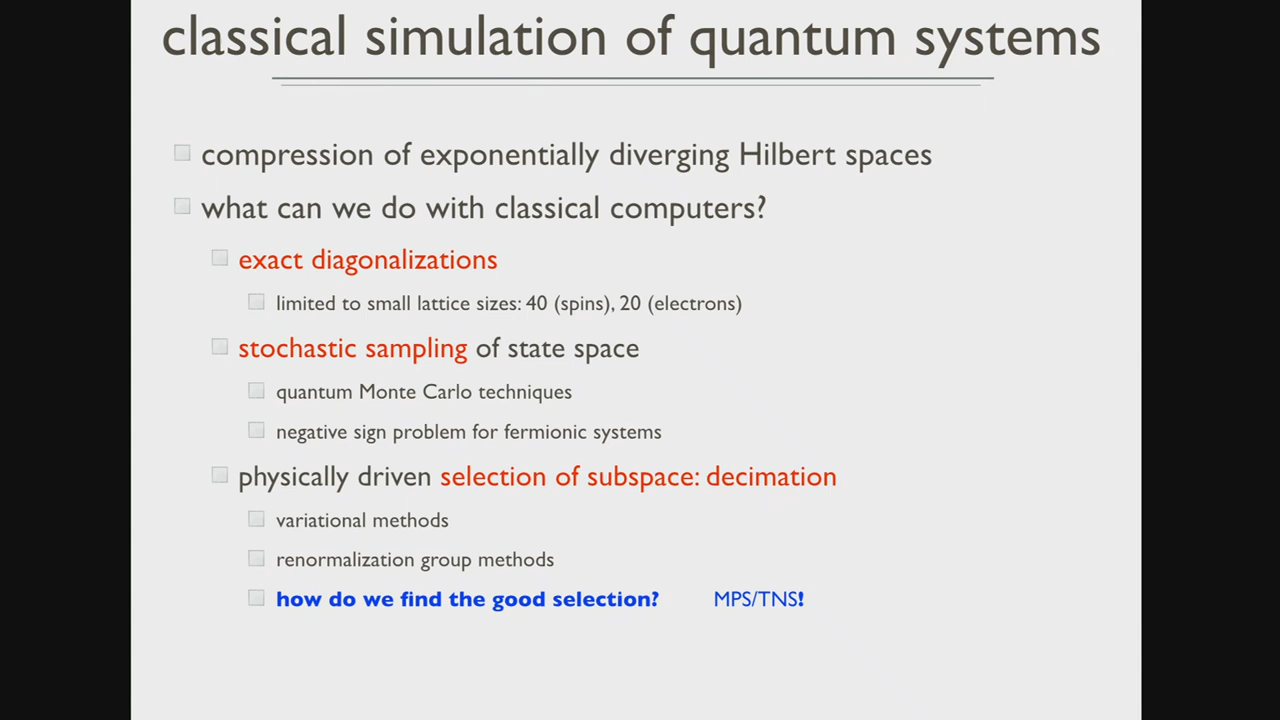 classical simulation of quantum systems
compression of exponentially diverging Hilbert spaces
what can we do with classical computers?
exact diagonalizations
limited to small lattice sizes: 40 (spins), 20 (electrons)
stochastic sampling of state space
quantum Monte Carlo techniques
negative sign problem for fermionic systems
physically driven selection of subspace: decimation
variational methods
renormalization group methods
how do we find the good selection? MPS/TNS!